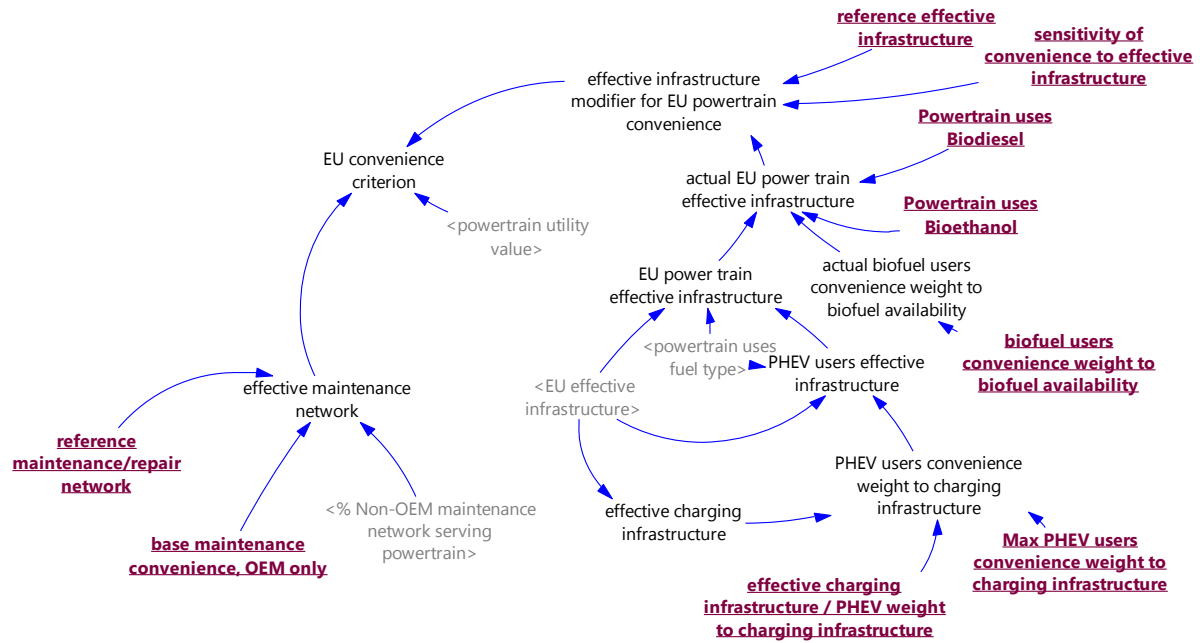 reference effective
infrastructure
sensitivity of
convenience to effective
infrastructure
effective infrastructure
modifier for EU powertrain
convenience
Powertrain uses
Biodiesel
EU convenience
criterion
actual EU power train
effective infrastructure
<powertrain utility
value>
Powertrain uses
Bioethanol
EU power train
effective infrastructure
actual biofuel users
convenience weight to
biofuel availability
<powertrain uses
fuel type>
PHEV users effective
infrastructure
biofuel users
convenience weight to
biofuel availability
effective maintenance
network
<EU effective
infrastructure>
reference
maintenance/repair
network
PHEV users convenience
weight to charging
infrastructure
<% Non-OEM maintenance
network serving
powertrain>
effective charging
infrastructure
base maintenance
convenience, OEM only
Max PHEV users
convenience weight to
charging infrastructure
effective charging
infrastructure / PHEV weight
to charging infrastructure